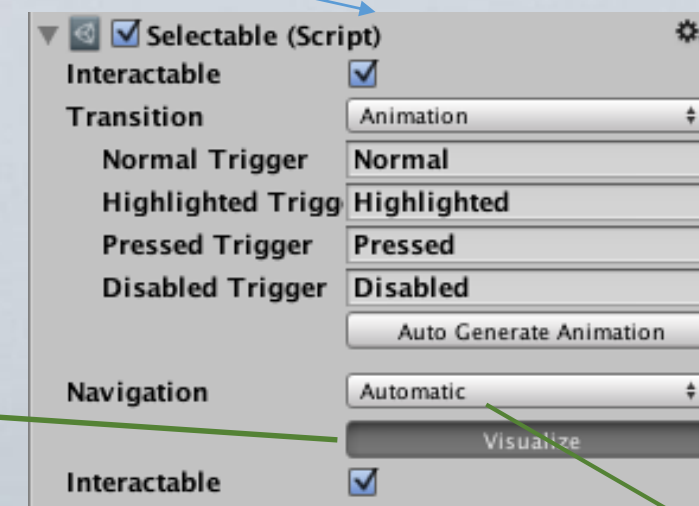 Selectable (Script)
Interactable
Transition Animation
Normal Trigger Normal
Highlighted Trigg Highlighted
Pressed Trigger Pressed
Disabled Trigger Disabled
Auto Generate Animation
Navigation Automatic
Visualize
Interactable